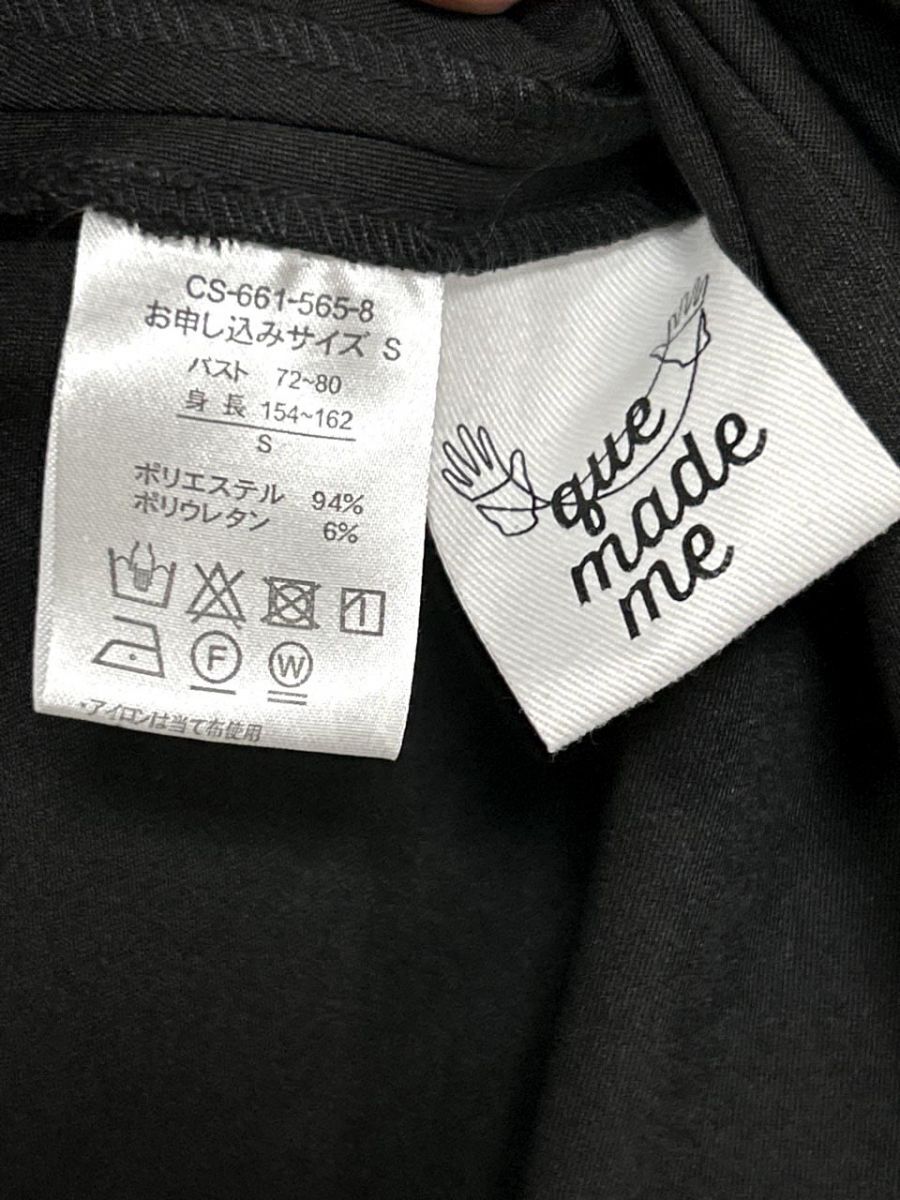 CS-661-565-8
お申し込みサイズ S
バスト 72~80
身 長 154~162
S
ポリエステル 94%
ポリウレタン 6%
1
F
W
・アイロンは当て布使用
que
made
me